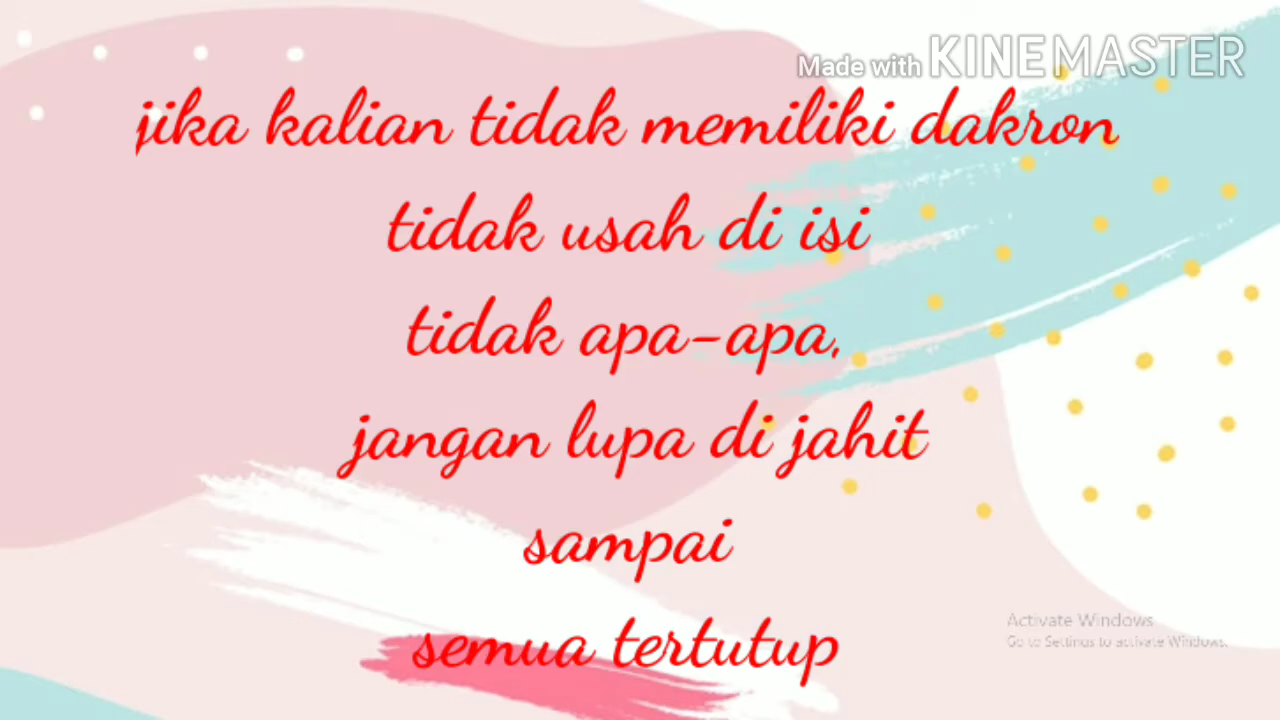 Made with KINEMASTER
jika kalian tidak memiliki dakron
tidak usah di isi
tidak apa-apa,
jangan lupa di jahit
sampai
semua tertutup
Activate Windows
Go to Settings to activate Windows.